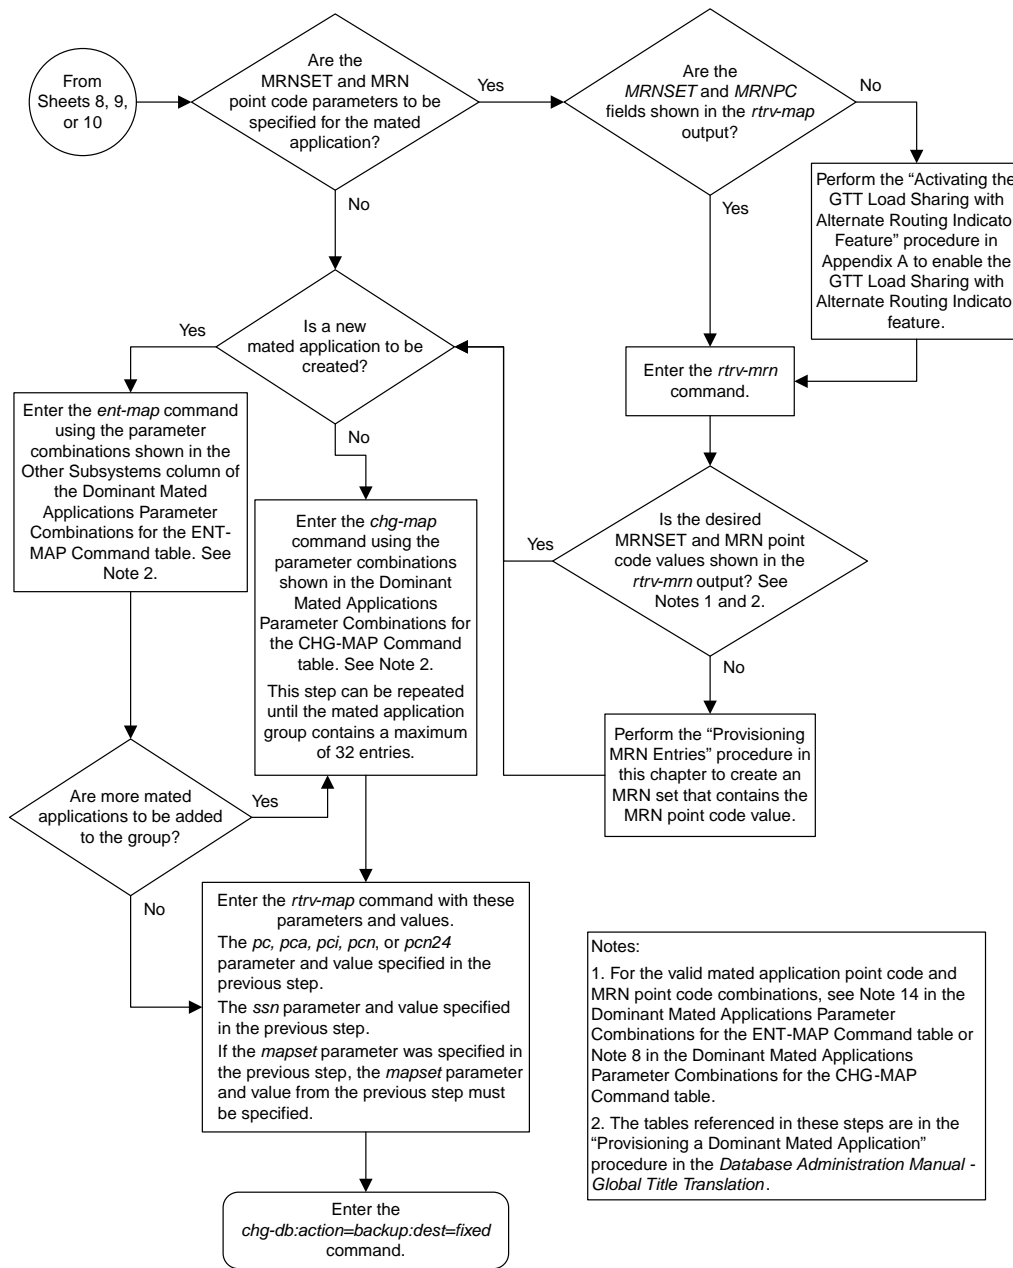 From
Sheets 8, 9,
or 10
Are the
MRNSET and MRN
point code parameters to be
specified for the mated
application?
Yes
Are the
MRNSET and MRNPC
fields shown in the rtrv-map
output?
No
Perform the “Activating the
GTT Load Sharing with
Alternate Routing Indicato
Feature” procedure in
Appendix A to enable the
GTT Load Sharing with
Alternate Routing Indicato
feature.
No
Yes
Is a new
mated application to be
created?
Yes
No
Enter the rtrv-mrn
command.
Enter the ent-map command
using the parameter
combinations shown in the
Other Subsystems column of
the Dominant Mated
Applications Parameter
Combinations for the ENT-
MAP Command table. See
Note 2.
Enter the chg-map
command using the
parameter combinations
shown in the Dominant
Mated Applications
Parameter Combinations for
the CHG-MAP Command
table. See Note 2.
This step can be repeated
until the mated application
group contains a maximum
of 32 entries.
Is the desired
MRNSET and MRN point
code values shown in the
rtrv-mrn output? See
Notes 1 and 2.
Yes
No
Perform the “Provisioning
MRN Entries” procedure in
this chapter to create an
MRN set that contains the
MRN point code value.
Are more mated
applications to be added
to the group?
Yes
No
Enter the rtrv-map command with these
parameters and values.
The pc, pca, pci, pcn, or pcn24
parameter and value specified in the
previous step.
The ssn parameter and value specified
in the previous step.
If the mapset parameter was specified in
the previous step, the mapset parameter
and value from the previous step must
be specified.
Enter the
chg-db:action=backup:dest=fixed
command.
Notes:
1. For the valid mated application point code and
MRN point code combinations, see Note 14 in the
Dominant Mated Applications Parameter
Combinations for the ENT-MAP Command table or
Note 8 in the Dominant Mated Applications
Parameter Combinations for the CHG-MAP
Command table.
2. The tables referenced in these steps are in the
“Provisioning a Dominant Mated Application”
procedure in the Database Administration Manual -
Global Title Translation.